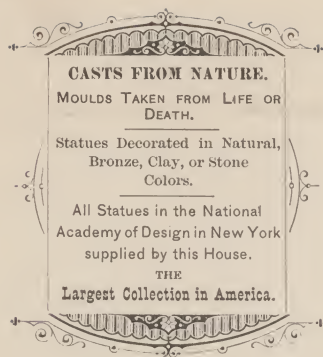 CASTS FROM NATURE.
MOULDS TAKEN FROM LIFE OR
DEATH.
Statues Decorated in Natural,
Bronze, Clay, or Stone
Colors.
All Statues in the National
Academy of Design in New York
supplied by this House.
THE
Largest Collection in America.